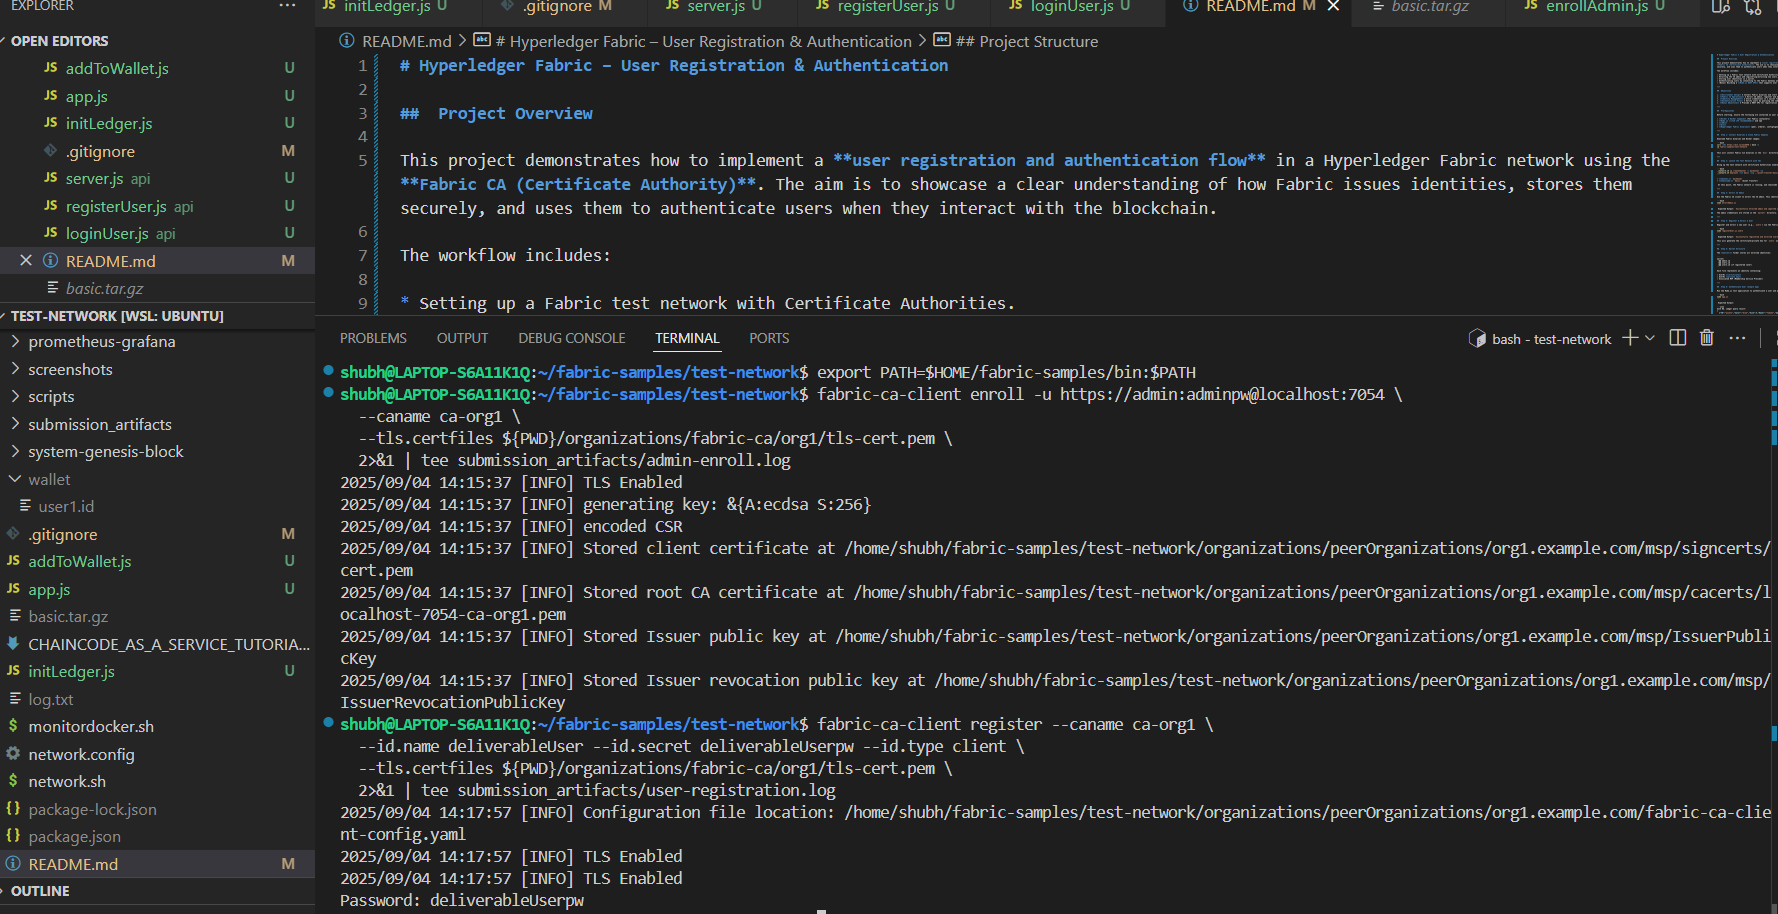 EXPLORER ...
OPEN EDITORS
JS addToWallet.js U
JS app.js U
JS initLedger.js U
.gitignore M
JS server.js api U
JS registerUser.js api U
JS loginUser.js api U
README.md M
basic.tar.gz
TEST-NETWORK [WSL: UBUNTU]
prometheus-grafana
screenshots
scripts
submission_artifacts
system-genesis-block
wallet
user1.id
.gitignore M
JS addToWallet.js U
JS app.js U
basic.tar.gz
CHAINCODE_AS_A_SERVICE_TUTORIA...
JS initLedger.js U
log.txt
$ monitordocker.sh
network.config
$ network.sh
{} package-lock.json
{} package.json
README.md M
OUTLINE
JS initLedger.js U .gitignore M JS server.js U JS registerUser.js U JS loginUser.js U README.md M basic.tar.gz JS enrollAdmin.js U
README.md > # Hyperledger Fabric – User Registration & Authentication > ## Project Structure
1 # Hyperledger Fabric – User Registration & Authentication
2
3 ##  Project Overview
4
5 This project demonstrates how to implement a **user registration and authentication flow** in a Hyperledger Fabric network using the
**Fabric CA (Certificate Authority)**. The aim is to showcase a clear understanding of how Fabric issues identities, stores them
securely, and uses them to authenticate users when they interact with the blockchain.
6
7 The workflow includes:
8
9 * Setting up a Fabric test network with Certificate Authorities.
PROBLEMS OUTPUT DEBUG CONSOLE TERMINAL PORTS
bash - test-network
shubh@LAPTOP-S6A11K1Q:~/fabric-samples/test-network$ export PATH=$HOME/fabric-samples/bin:$PATH
shubh@LAPTOP-S6A11K1Q:~/fabric-samples/test-network$ fabric-ca-client enroll -u https://admin:adminpw@localhost:7054 \
--caname ca-org1 \
--tls.certfiles ${PWD}/organizations/fabric-ca/org1/tls-cert.pem \
2>&1 | tee submission_artifacts/admin-enroll.log
2025/09/04 14:15:37 [INFO] TLS Enabled
2025/09/04 14:15:37 [INFO] generating key: &{A:ecdsa S:256}
2025/09/04 14:15:37 [INFO] encoded CSR
2025/09/04 14:15:37 [INFO] Stored client certificate at /home/shubh/fabric-samples/test-network/organizations/peerOrganizations/org1.example.com/msp/signcerts/
cert.pem
2025/09/04 14:15:37 [INFO] Stored root CA certificate at /home/shubh/fabric-samples/test-network/organizations/peerOrganizations/org1.example.com/msp/cacerts/l
ocalhost-7054-ca-org1.pem
2025/09/04 14:15:37 [INFO] Stored Issuer public key at /home/shubh/fabric-samples/test-network/organizations/peerOrganizations/org1.example.com/msp/IssuerPubli
cKey
2025/09/04 14:15:37 [INFO] Stored Issuer revocation public key at /home/shubh/fabric-samples/test-network/organizations/peerOrganizations/org1.example.com/msp/
IssuerRevocationPublicKey
shubh@LAPTOP-S6A11K1Q:~/fabric-samples/test-network$ fabric-ca-client register --caname ca-org1 \
--id.name deliverableUser --id.secret deliverableUserpw --id.type client \
--tls.certfiles ${PWD}/organizations/fabric-ca/org1/tls-cert.pem \
2>&1 | tee submission_artifacts/user-registration.log
2025/09/04 14:17:57 [INFO] Configuration file location: /home/shubh/fabric-samples/test-network/organizations/peerOrganizations/org1.example.com/fabric-ca-clie
nt-config.yaml
2025/09/04 14:17:57 [INFO] TLS Enabled
2025/09/04 14:17:57 [INFO] TLS Enabled
Password: deliverableUserpw